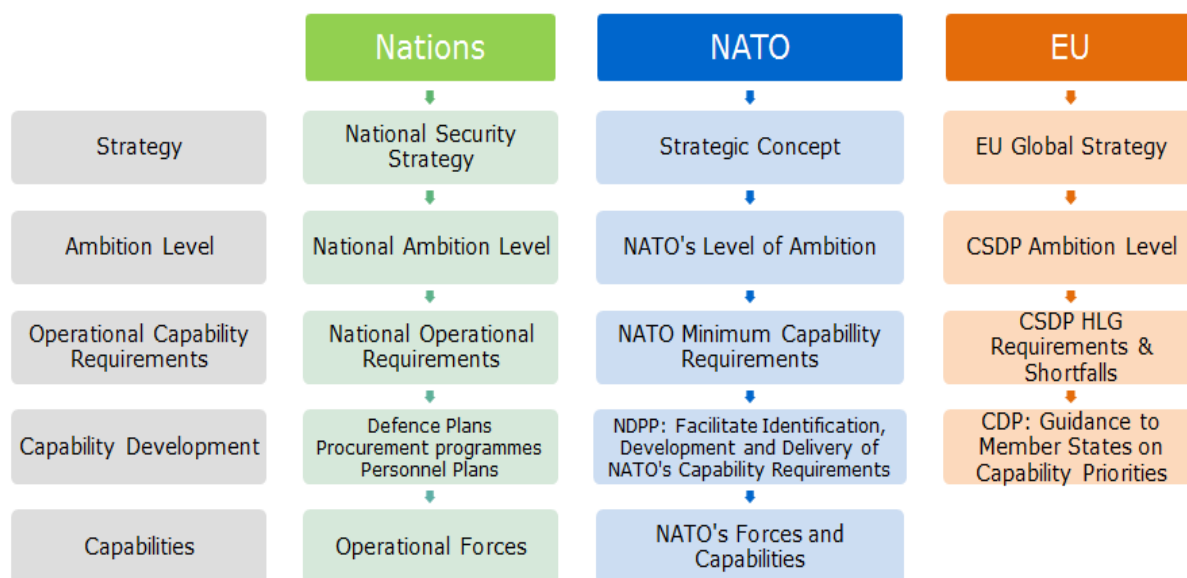 Nations
NATO
EU
Strategy
National Security
Strategy
Strategic Concept
EU Global Strategy
Ambition Level
National Ambition Level
NATO's Level of Ambition
CSDP Ambition Level
Operational Capability
Requirements
National Operational
Requirements
NATO Minimum Capability
Requirements
CSDP HLG
Requirements &
Shortfalls
Capability Development
Defence Plans
Procurement programmes
Personnel Plans
NDPP: Facilitate Identification,
Development and Delivery of
NATO's Capability Requirements
CDP: Guidance to
Member States on
Capability Priorities
Capabilities
Operational Forces
NATO's Forces and
Capabilities